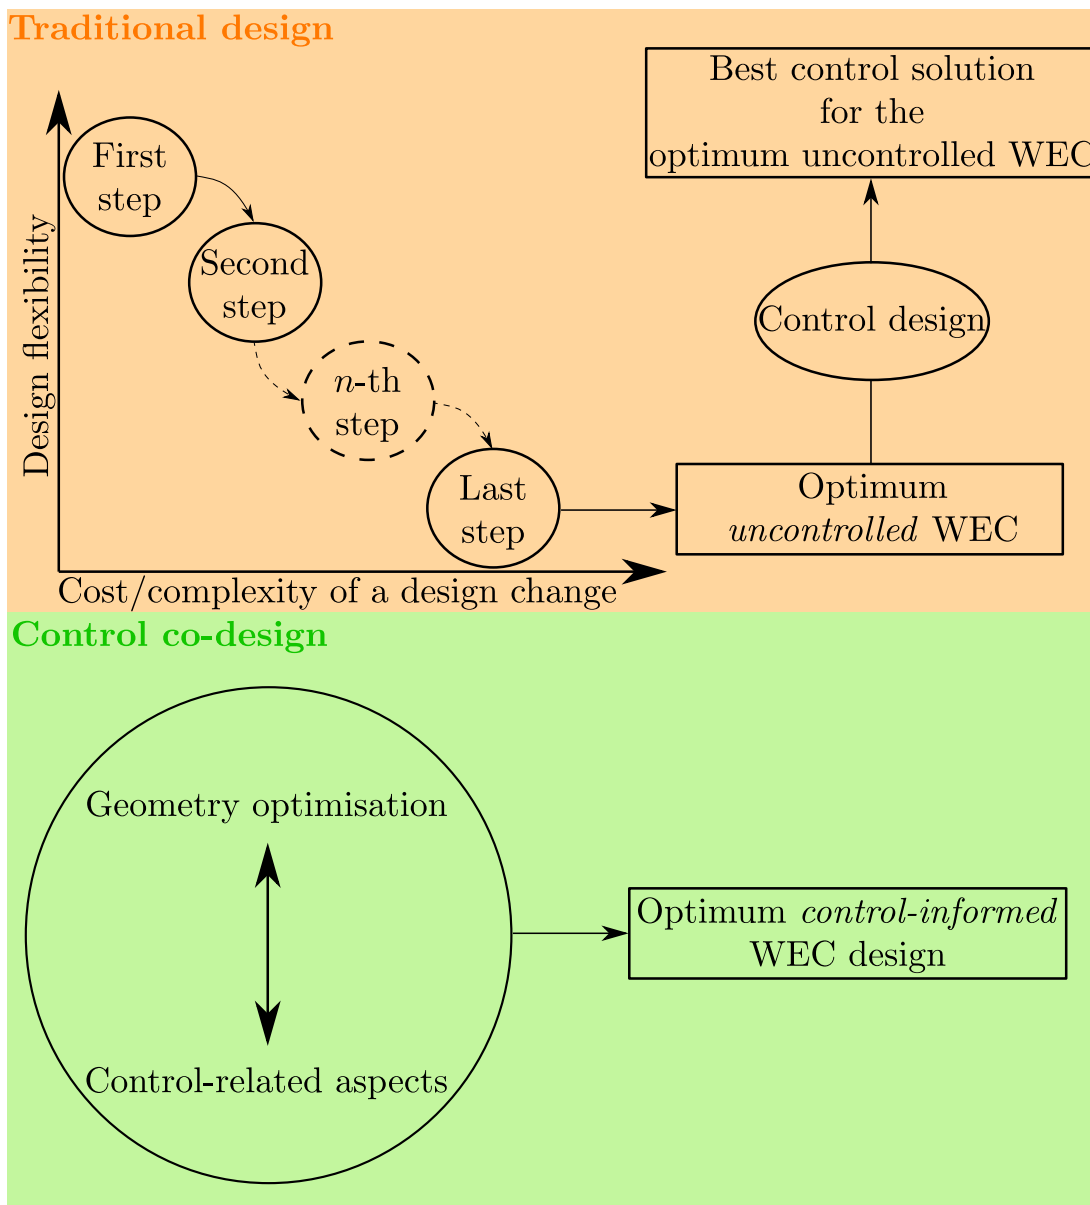 Traditional design
Design flexibility
First
step
Second
step
n-th
step
Last
step
Cost/complexity of a design change
Best control solution
for the
optimum uncontrolled WEC
Control design
Optimum
uncontrolled WEC
Control co-design
Geometry optimisation
Control-related aspects
Optimum control-informed
WEC design